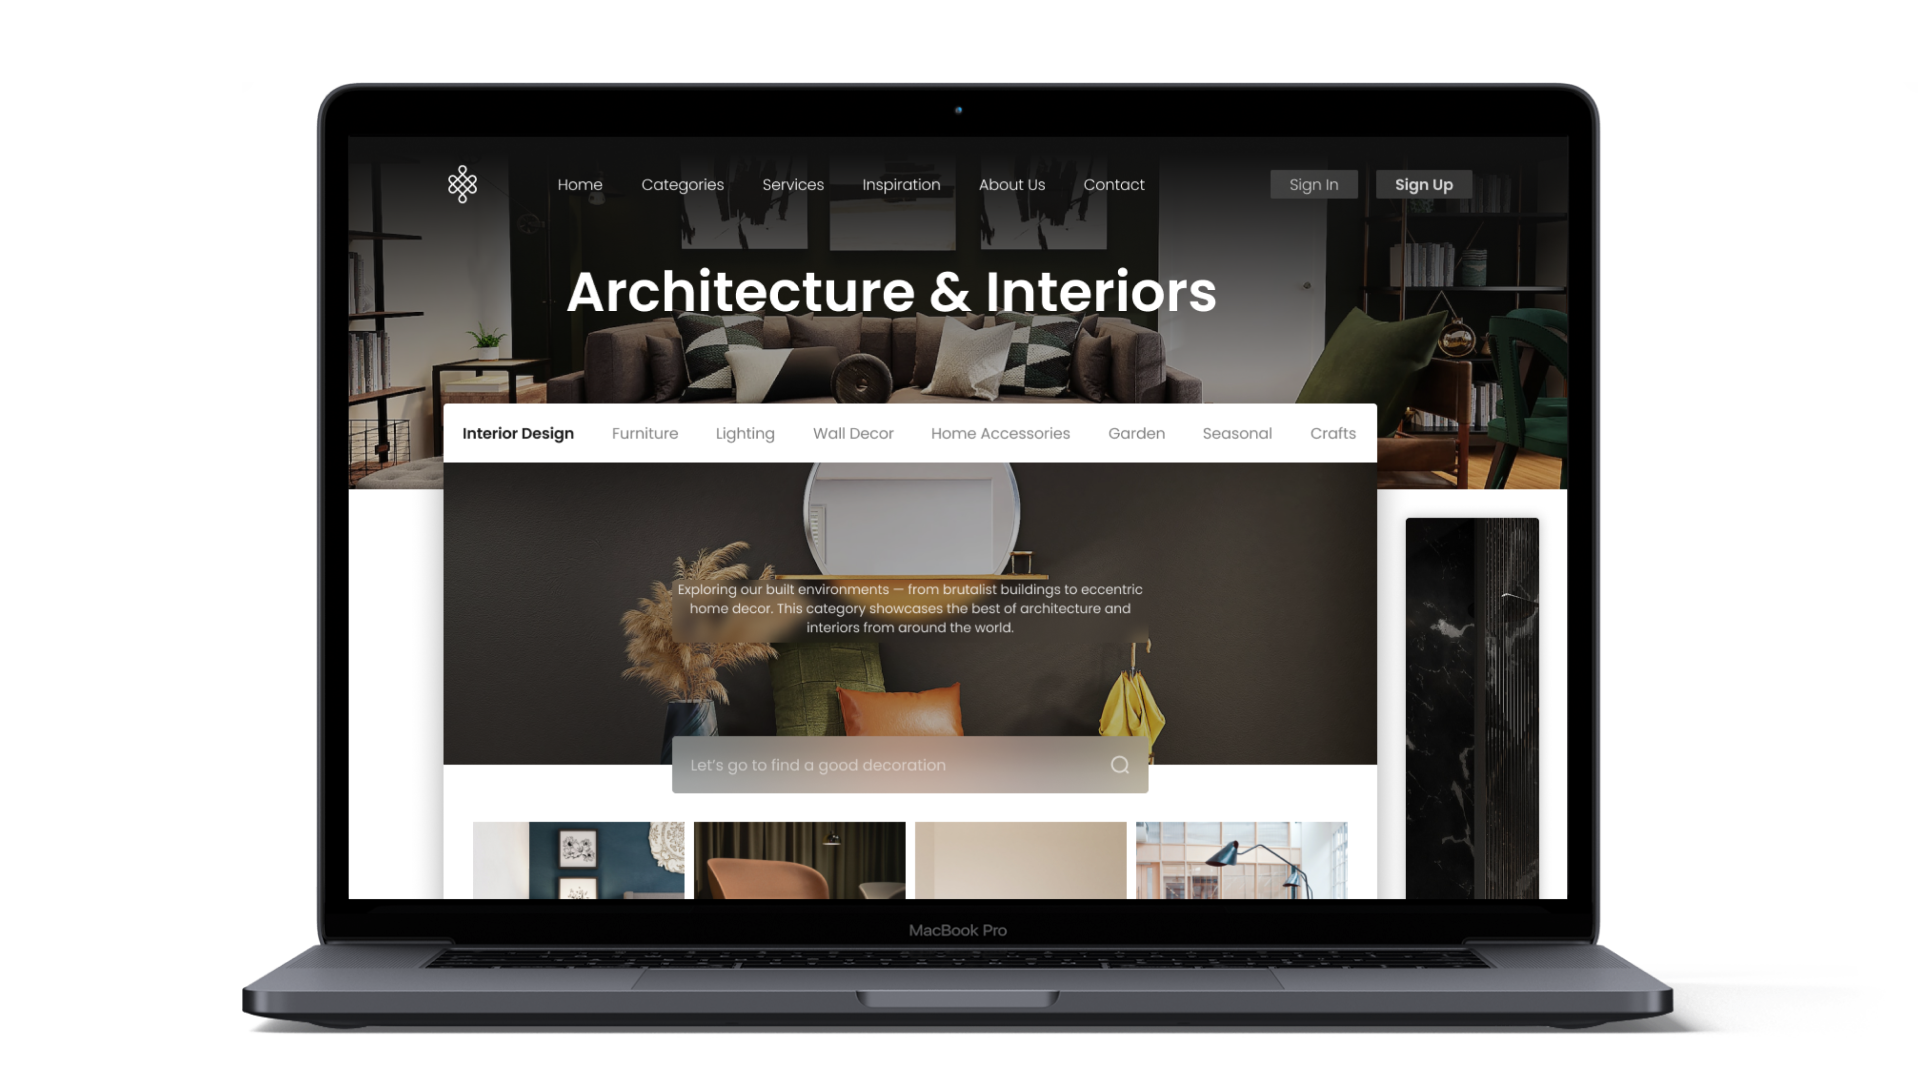 Home Categories Services Inspiration About Us Contact Sign In Sign Up
Architecture & Interiors
Interior Design Furniture Lighting Wall Decor Home Accessories Garden Seasonal Crafts
Exploring our built environments — from brutalist buildings to eccentric
home decor. This category showcases the best of architecture and
interiors from around the world.
Let's go to find a good decoration
MacBook Pro